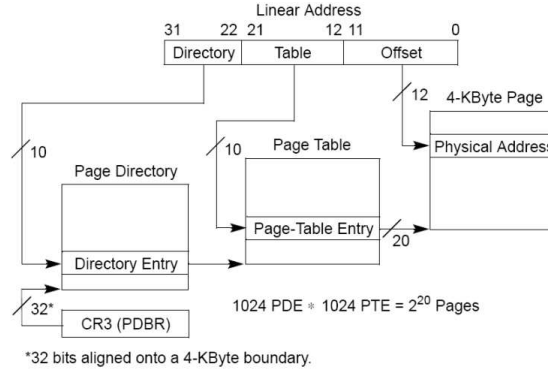 Linear Address
31 22 21 12 11 0
Directory Table Offset
12 4-KByte Page
10 10 Page Table Physical Address
Page Directory
Page-Table Entry
20
Directory Entry
32* 1024 PDE * 1024 PTE = 2²⁰ Pages
CR3 (PDBR)
*32 bits aligned onto a 4-KByte boundary.